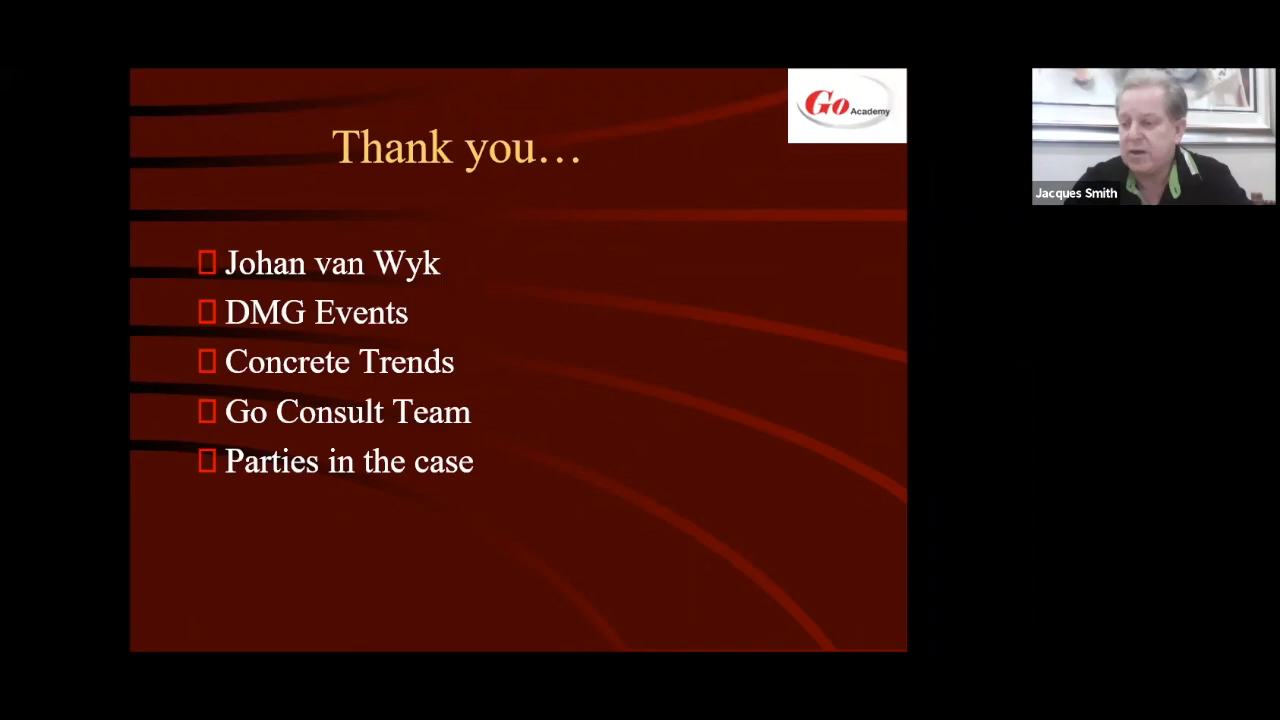 Go Academy
Thank you…
Johan van Wyk
DMG Events
Concrete Trends
Go Consult Team
Parties in the case
Jacques Smith